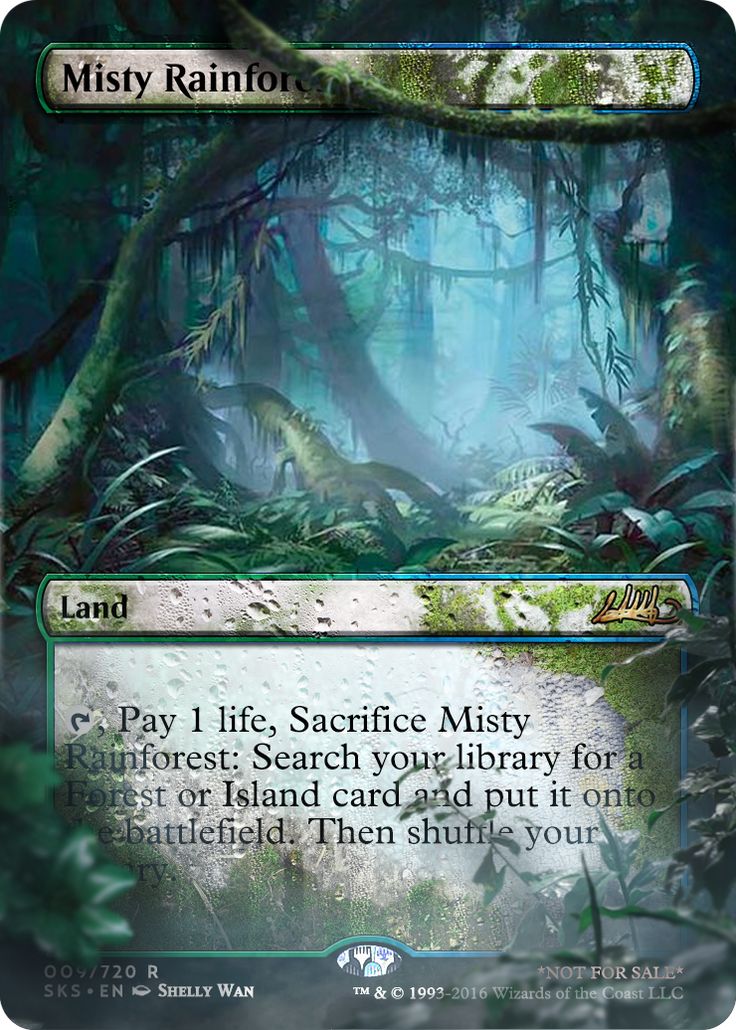 Misty Rainfore
Land
, Pay 1 life, Sacrifice Misty
Rainforest: Search your library for a
Forest or Island card and put it onto
the battlefield. Then shuffle your
009/720 R
*NOT FOR SALE*
SKS • EN Shelly Wan
™ & © 1993-2016 Wizards of the Coast LLC